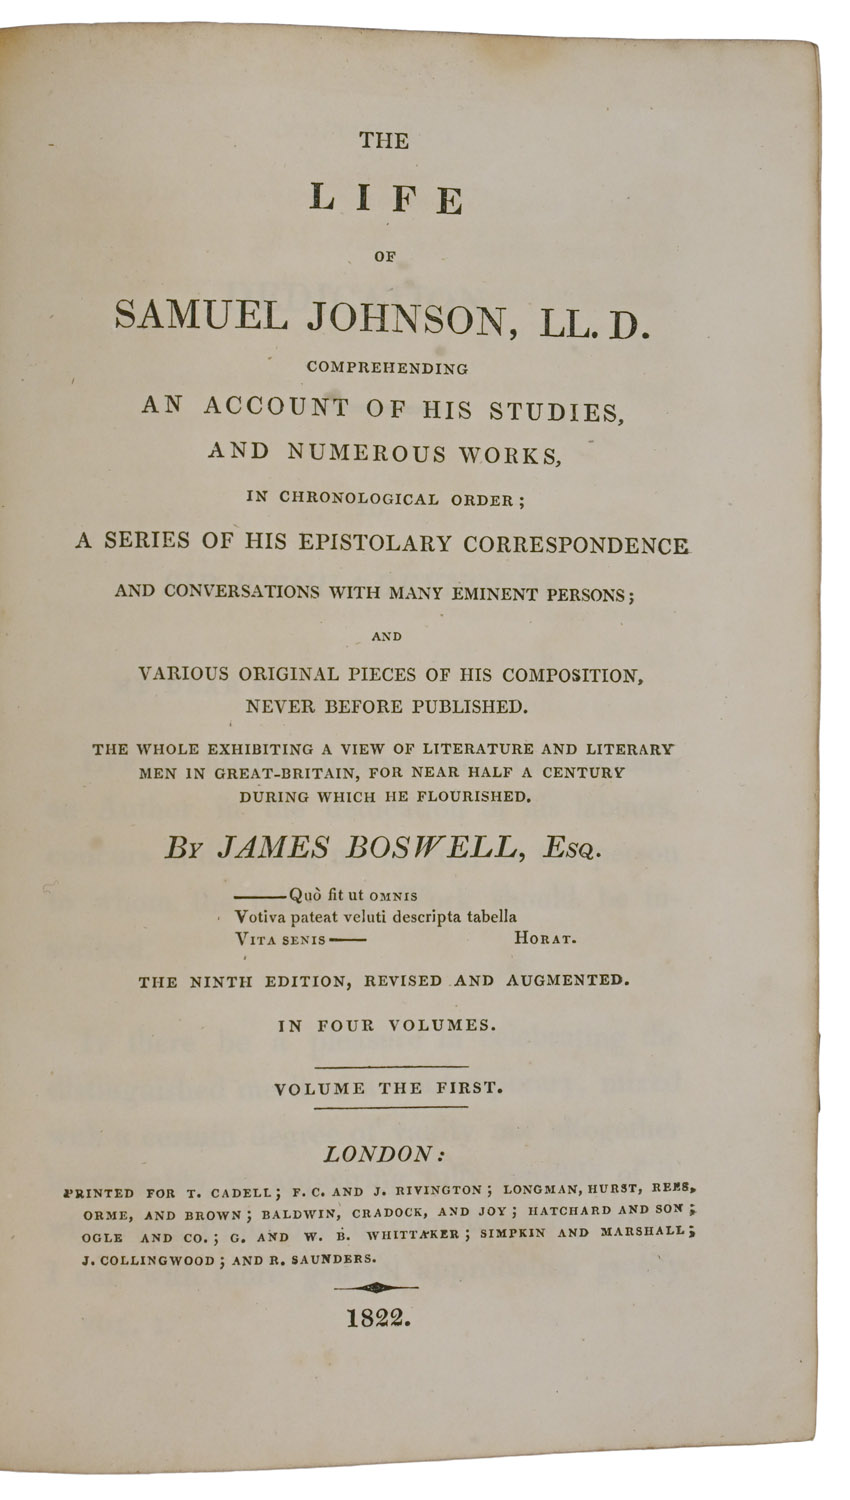 THE
LIFE
OF
SAMUEL JOHNSON, LL. D.
COMPREHENDING
AN ACCOUNT OF HIS STUDIES,
AND NUMEROUS WORKS,
IN CHRONOLOGICAL ORDER;
A SERIES OF HIS EPISTOLARY CORRESPONDENCE
AND CONVERSATIONS WITH MANY EMINENT PERSONS;
AND
VARIOUS ORIGINAL PIECES OF HIS COMPOSITION,
NEVER BEFORE PUBLISHED.
THE WHOLE EXHIBITING A VIEW OF LITERATURE AND LITERARY
MEN IN GREAT-BRITAIN, FOR NEAR HALF A CENTURY
DURING WHICH HE FLOURISHED.
BY JAMES BOSWELL, ESQ.
——Quò fit ut OMNIS
Votiva pateat veluti descripta tabella
VITA SENIS—— HORAT.
THE NINTH EDITION, REVISED AND AUGMENTED.
IN FOUR VOLUMES.
VOLUME THE FIRST.
LONDON:
PRINTED FOR T. CADELL; F. C. AND J. RIVINGTON; LONGMAN, HURST, REES,
ORME, AND BROWN; BALDWIN, CRADOCK, AND JOY; HATCHARD AND SON;
OGLE AND CO.; G. AND W. B. WHITTAKER; SIMPKIN AND MARSHALL;
J. COLLINGWOOD; AND R. SAUNDERS.
1822.